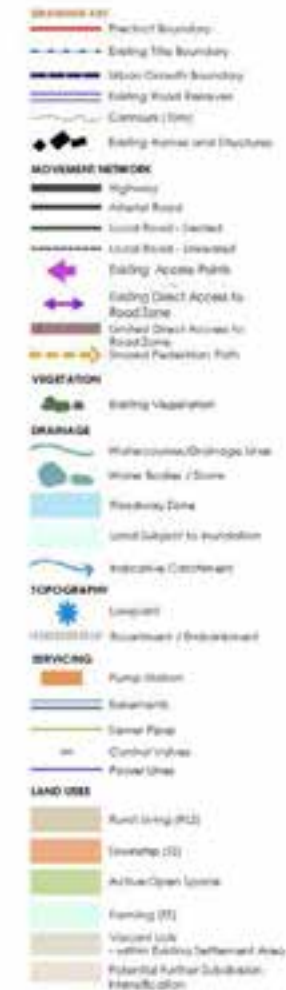 Precinct Boundary
Existing Title Boundary
Urban Growth Boundary
Existing Road Reserves
Contours (10m)
Existing Homes and Structures
MOVEMENT NETWORK
Highway
Arterial Road
Local Road - Sealed
Local Road - Unsealed
Existing Access Points
Existing Direct Access to
Road Zone
Limited Direct Access to
Road Zone
Shared Pedestrian Path
VEGETATION
Existing Vegetation
DRAINAGE
Watercourse/Drainage Lines
Water Bodies / Dams
Floodway Zone
Land Subject to Inundation
Indicative Catchment
TOPOGRAPHY
Lowpoint
Escarpment / Embankment
SERVICING
Pump Station
Easements
Sewer Pipes
Control Valves
Power Lines
LAND USES
Rural Living (RLZ)
Township (TZ)
Active Open Space
Farming (FZ)
Vacant Lots
- within Existing Settlement Area
Potential Further Subdivision
Intensification